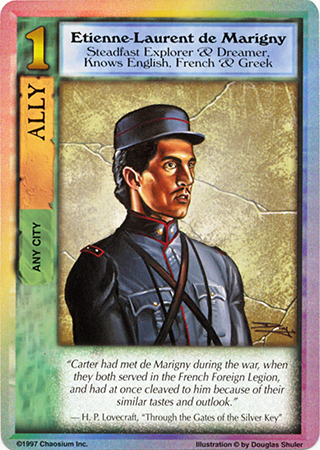 1
Etienne-Laurent de Marigny
Steadfast Explorer & Dreamer,
Knows English, French & Greek
ALLY
ANY CITY
“Carter had met de Marigny during the war, when
they both served in the French Foreign Legion,
and had at once cleaved to him because of their
similar tastes and outlook.”
— H. P. Lovecraft, “Through the Gates of the Silver Key”
©1997 Chaosium Inc.
Illustration © by Douglas Shuler